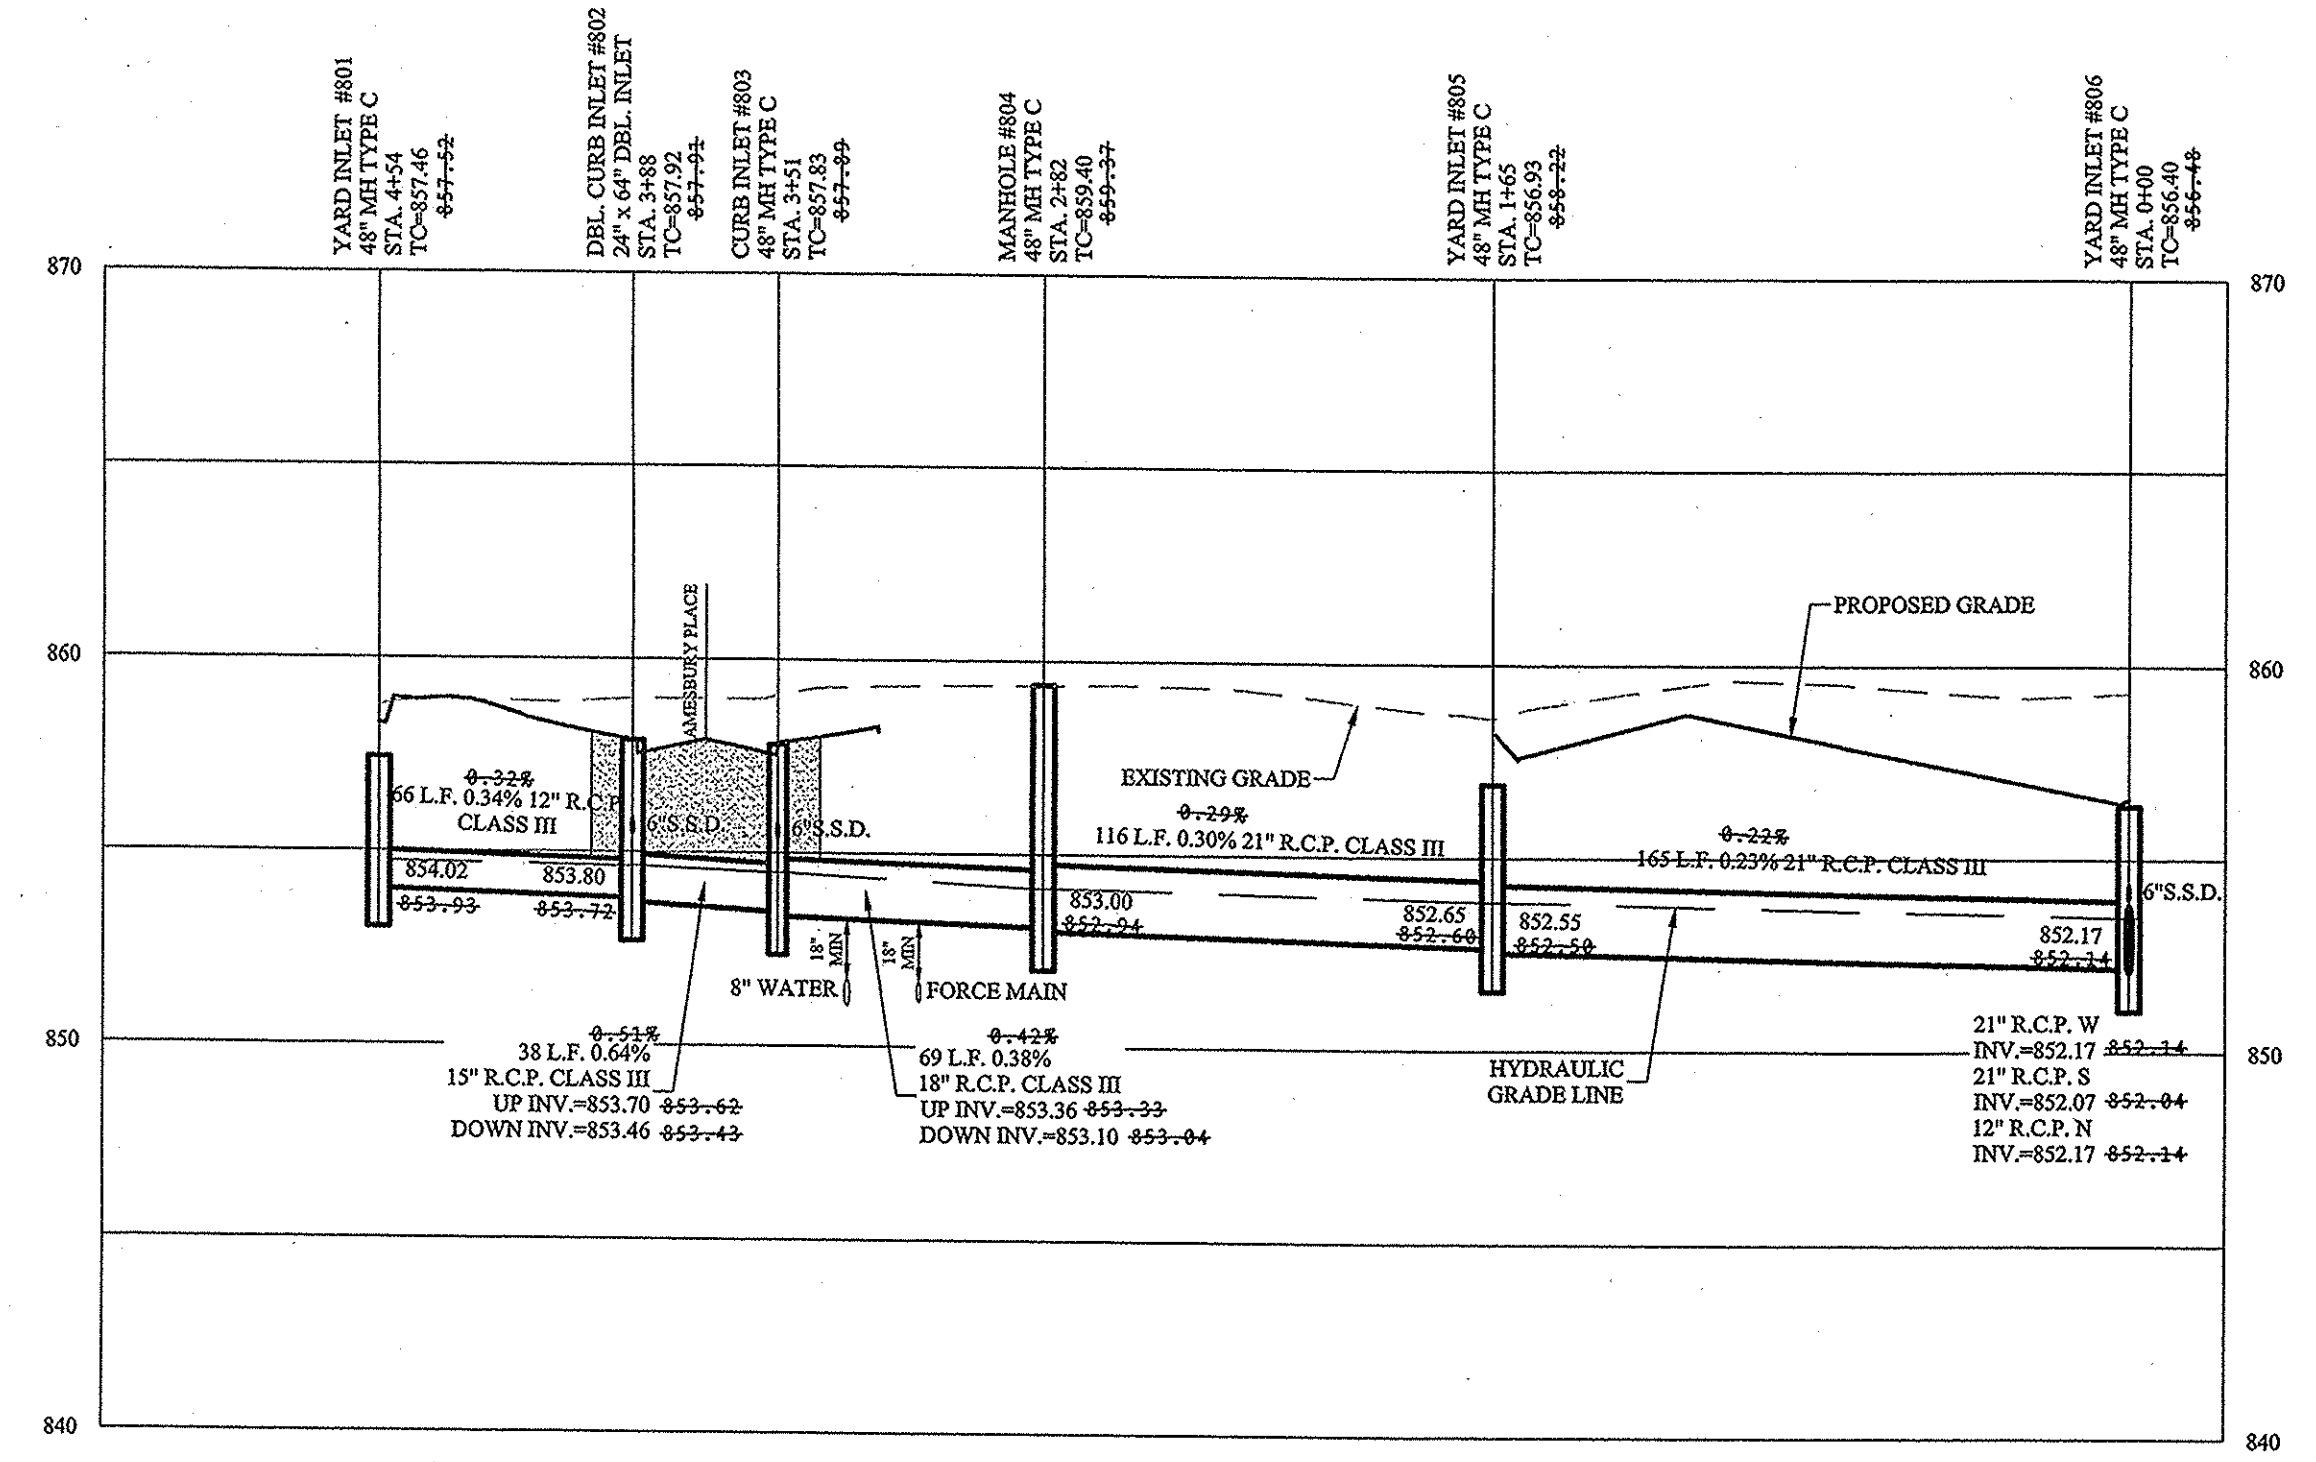 YARD INLET #801
48" MH TYPE C
STA. 4+54
TC=857.46
857.52
DBL. CURB INLET #802
24" x 64" DBL. INLET
STA. 3+88
TC=857.92
857.91
CURB INLET #803
48" MH TYPE C
STA. 3+51
TC=857.83
857.89
MANHOLE #804
48" MH TYPE C
STA. 2+82
TC=859.40
859.37
YARD INLET #805
48" MH TYPE C
STA. 1+65
TC=856.93
858.22
YARD INLET #806
48" MH TYPE C
STA. 0+00
TC=856.40
856.48
870
870
860
860
850
850
840
840
AMESBURY PLACE
PROPOSED GRADE
EXISTING GRADE
0.32%
66 L.F. 0.34% 12" R.C.P
CLASS III
6"S.S.D.
6"S.S.D.
0.29%
116 L.F. 0.30% 21" R.C.P. CLASS III
0.22%
165 L.F. 0.23% 21" R.C.P. CLASS III
6"S.S.D.
854.02
853.93
853.80
853.72
853.00
852.94
852.65
852.60
852.55
852.50
852.17
852.14
18"
MIN
18"
MIN
8" WATER
FORCE MAIN
0.51%
38 L.F. 0.64%
15" R.C.P. CLASS III
UP INV.=853.70 853.62
DOWN INV.=853.46 853.43
0.42%
69 L.F. 0.38%
18" R.C.P. CLASS III
UP INV.=853.36 853.33
DOWN INV.=853.10 853.04
HYDRAULIC
GRADE LINE
21" R.C.P. W
INV.=852.17 852.14
21" R.C.P. S
INV.=852.07 852.04
12" R.C.P. N
INV.=852.17 852.14